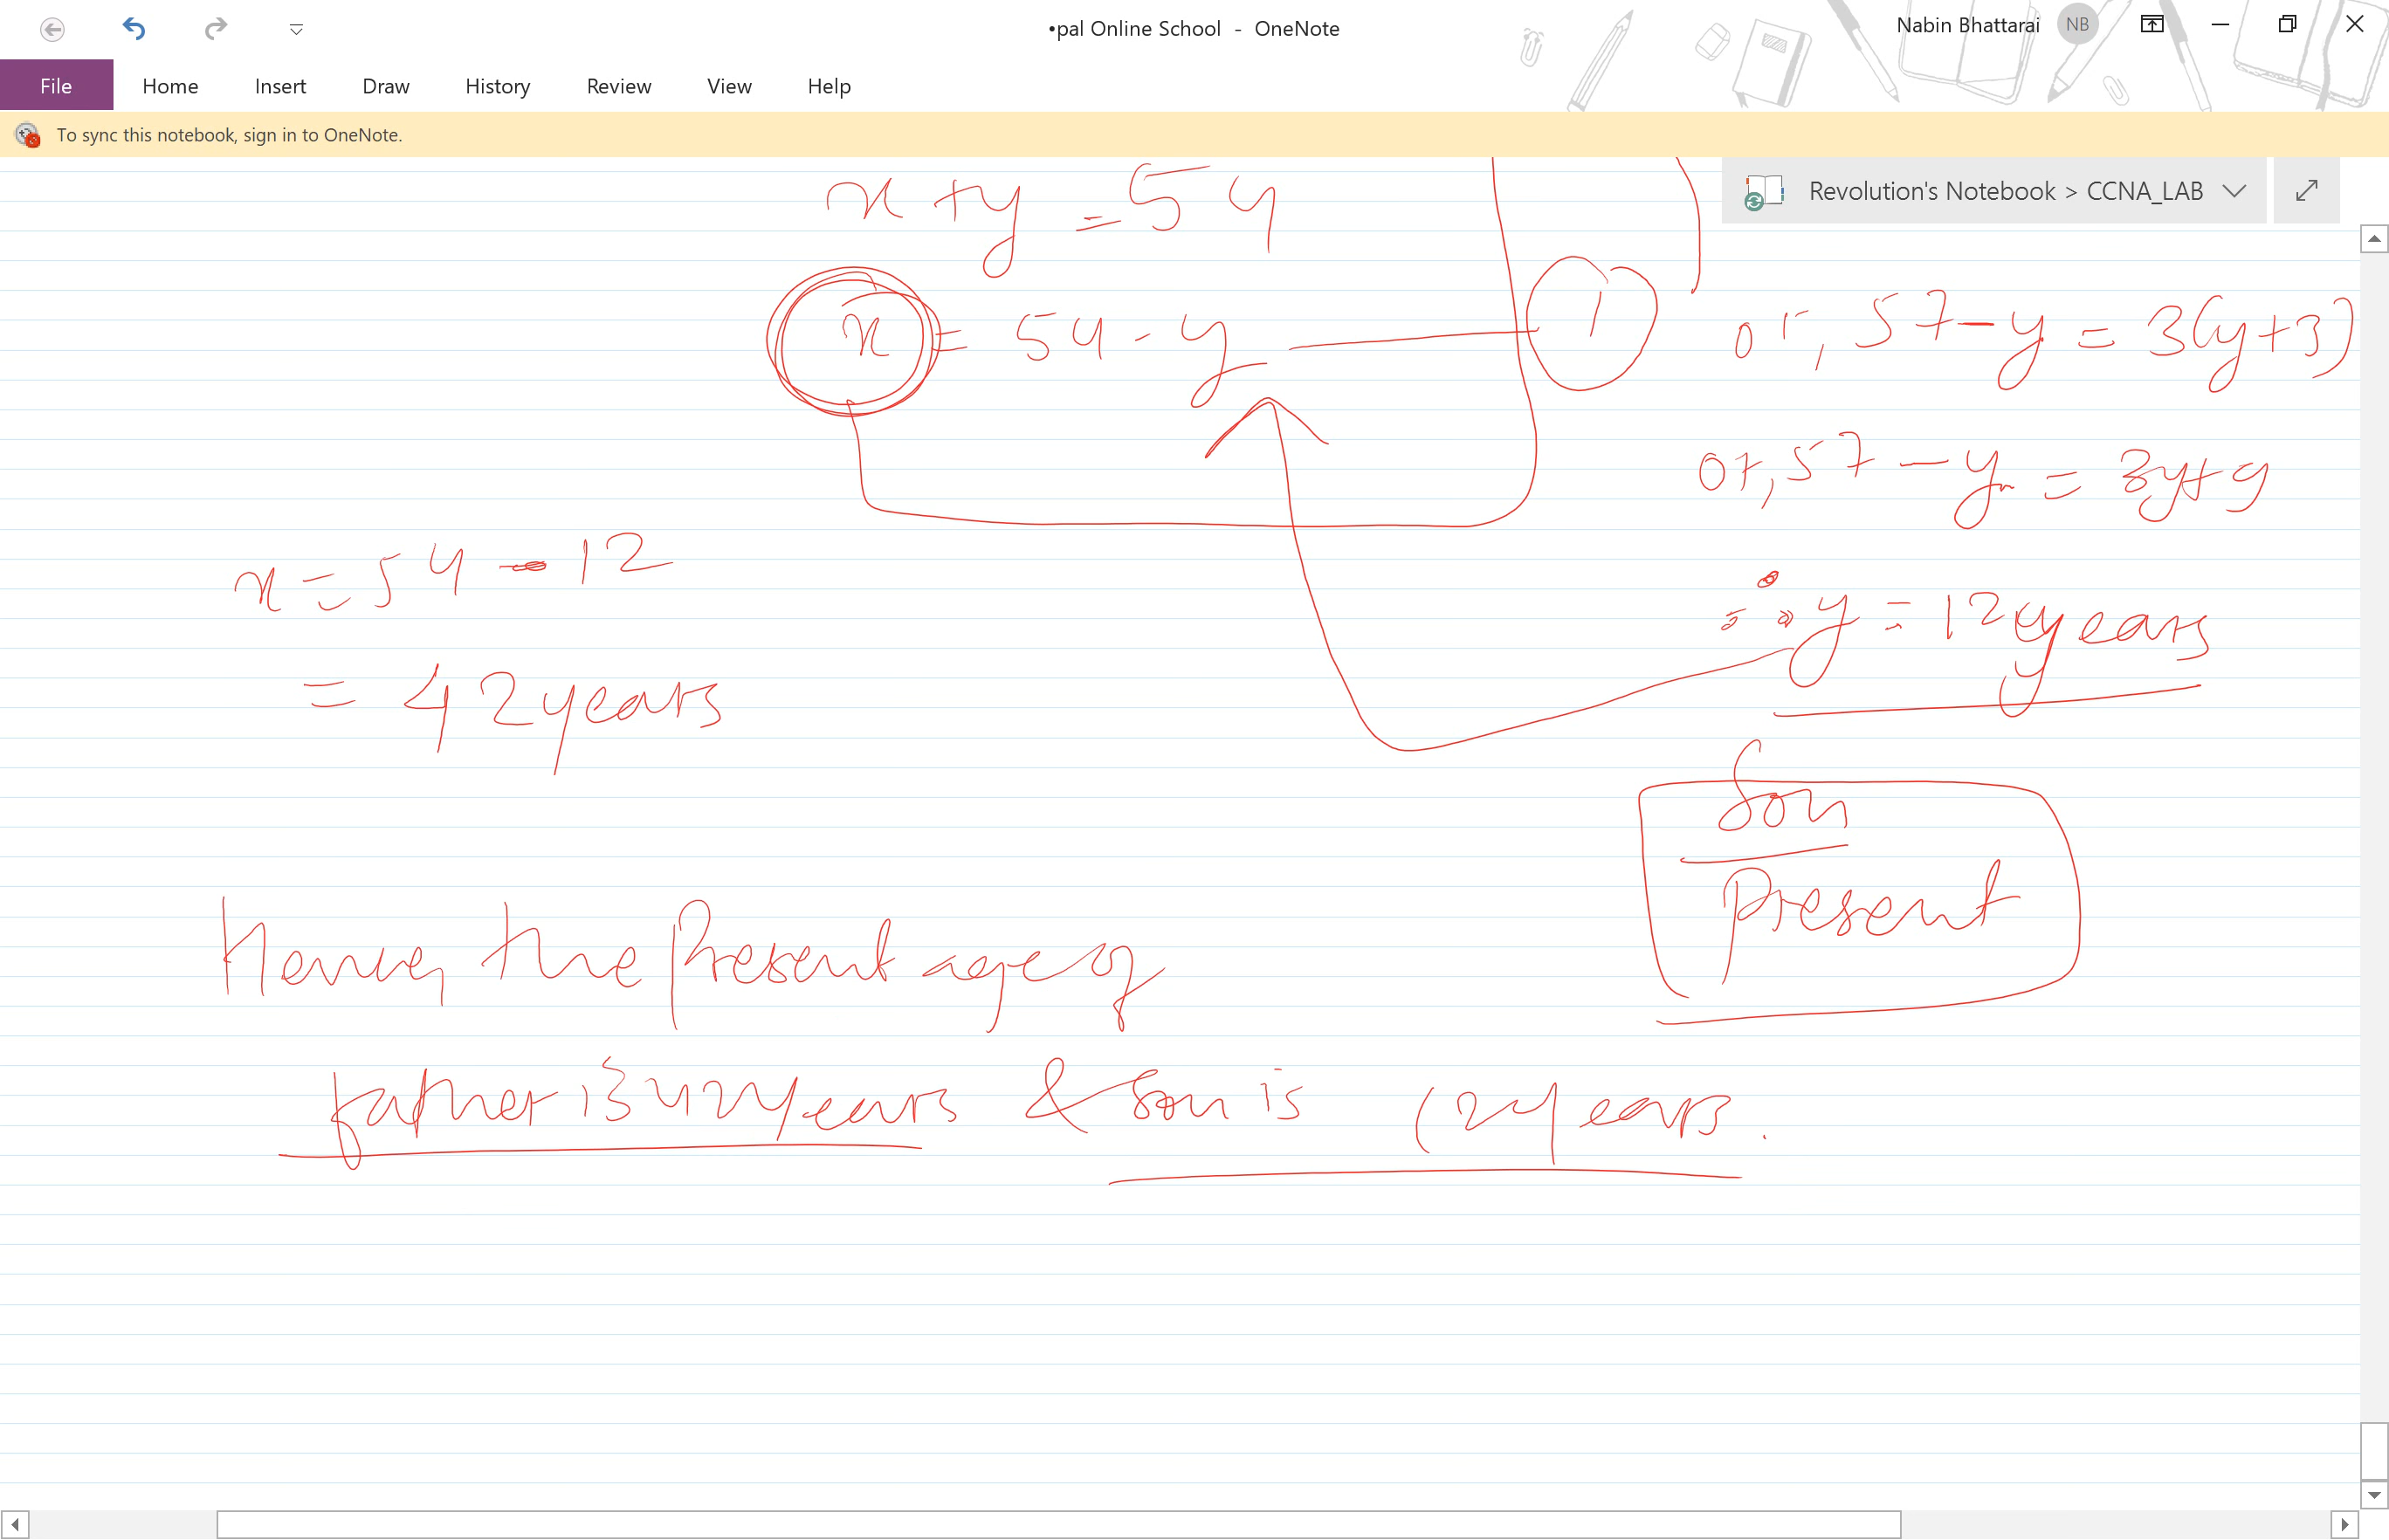 •pal Online School - OneNote
Nabin Bhattarai NB
File Home Insert Draw History Review View Help
To sync this notebook, sign in to OneNote.
Revolution's Notebook > CCNA_LAB
x + y = 54
x = 54 - y 1
or, 57 - y = 3(y + 3)
or, 57 - y = 3y + 9
x = 54 - 12
∴ y = 12 years
= 42 years
Son
Present
Hence, the Present age of
father is 42 years & Son is 12 years.